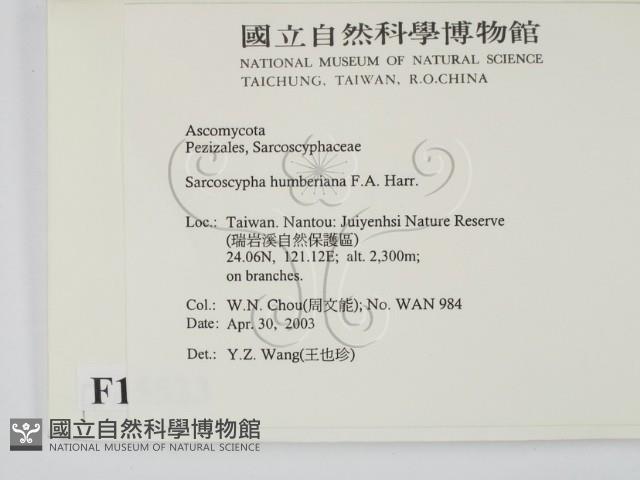 國立自然科學博物館
NATIONAL MUSEUM OF NATURAL SCIENCE
TAICHUNG, TAIWAN, R.O.CHINA
Ascomycota
Pezizales, Sarcoscyphaceae
Sarcoscypha humberiana F.A. Harr.
Loc.: Taiwan. Nantou: Juiyenhsi Nature Reserve
(瑞岩溪自然保護區)
24.06N, 121.12E; alt. 2,300m;
on branches.
Col.: W.N. Chou(周文能); No. WAN 984
Date: Apr. 30, 2003
Det.: Y.Z. Wang(王也珍)
F1
國立自然科學博物館
NATIONAL MUSEUM OF NATURAL SCIENCE